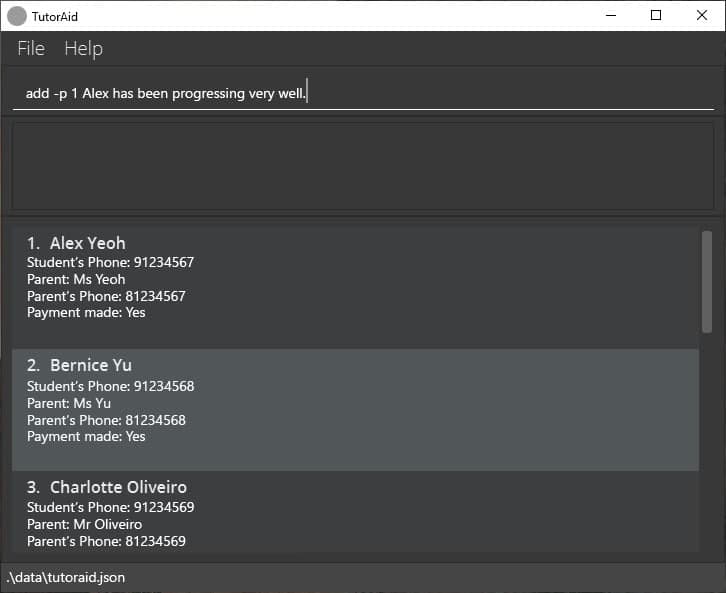 TutorAid
File Help
add -p 1 Alex has been progressing very well.
1. Alex Yeoh
Student's Phone: 91234567
Parent: Ms Yeoh
Parent's Phone: 81234567
Payment made: Yes
2. Bernice Yu
Student's Phone: 91234568
Parent: Ms Yu
Parent's Phone: 81234568
Payment made: Yes
3. Charlotte Oliveiro
Student's Phone: 91234569
Parent: Mr Oliveiro
Parent's Phone: 81234569
.\data\tutoraid.json